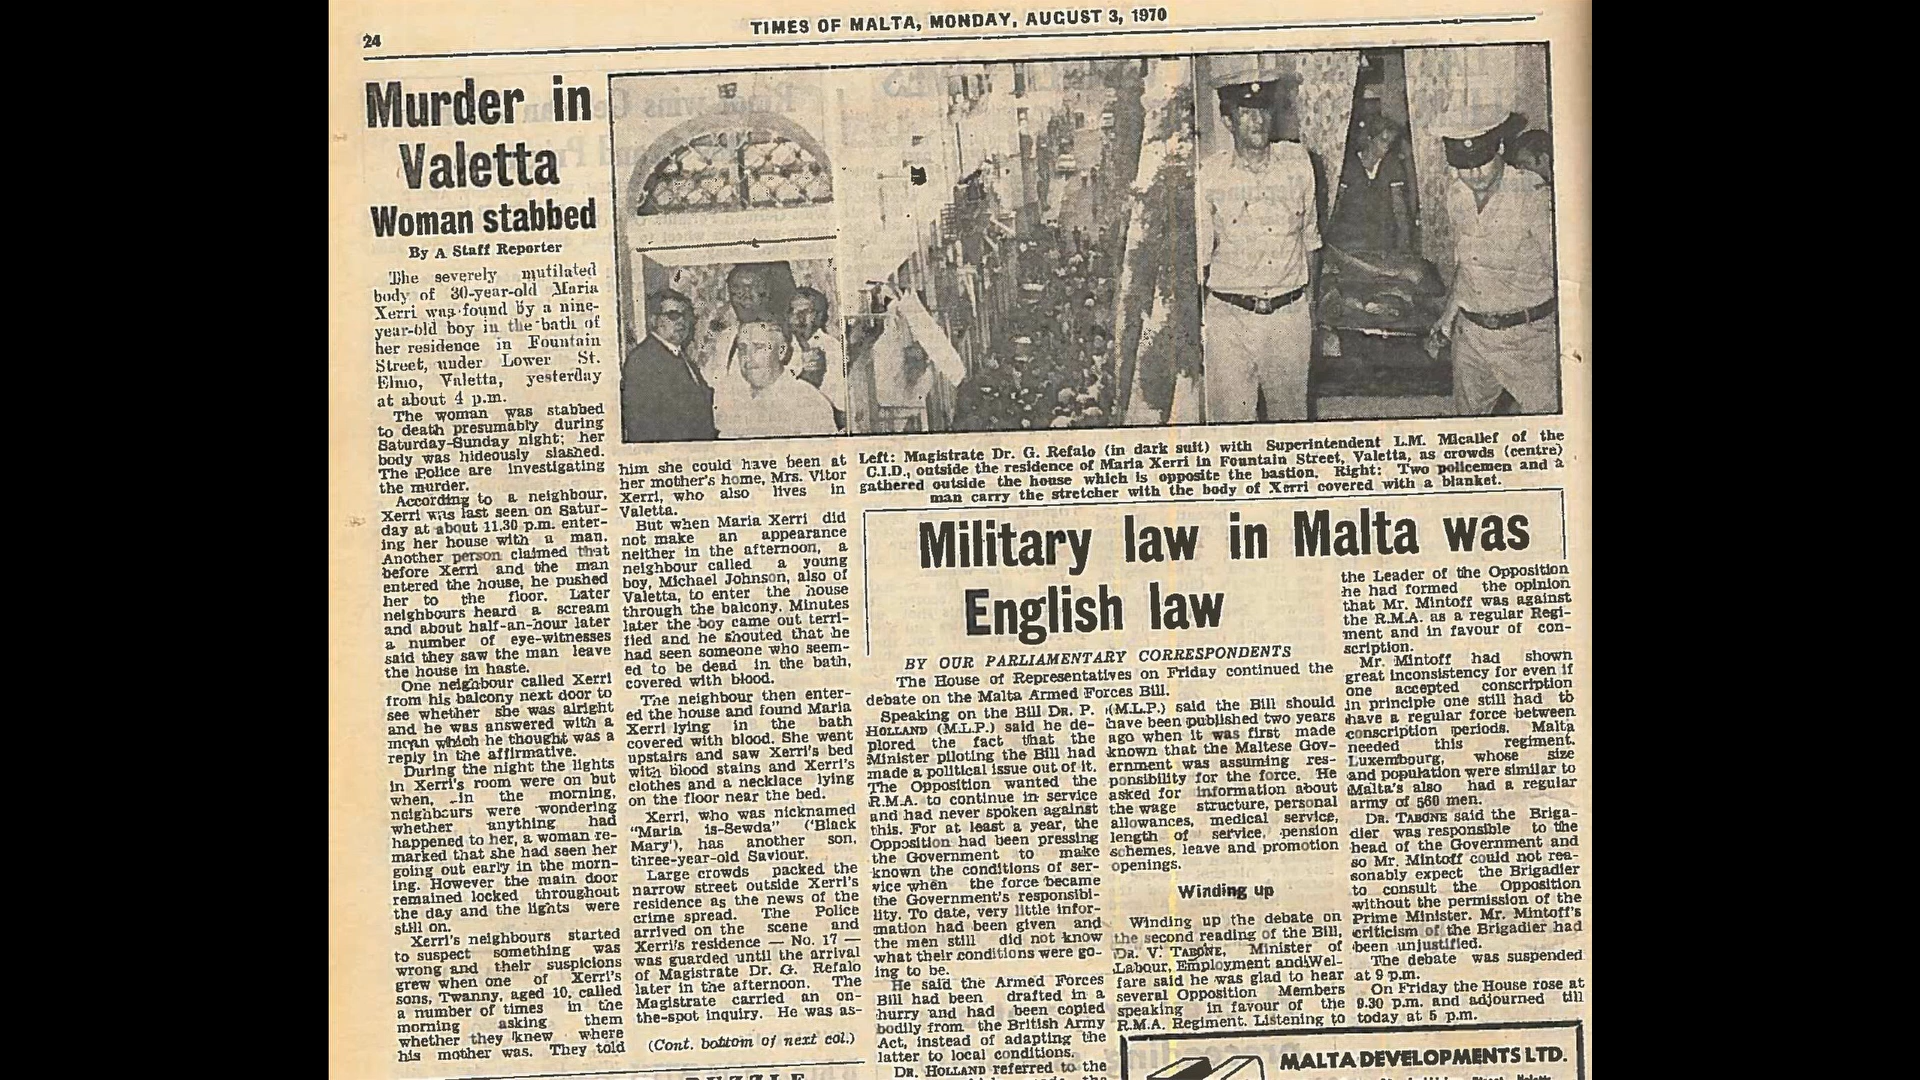 24
TIMES OF MALTA, MONDAY, AUGUST 3, 1970
Murder in
Valetta
Woman stabbed
By A Staff Reporter
The severely mutilated
body of 30-year-old Maria
Xerri was found by a nine-
year-old boy in the bath of
her residence in Fountain
Street, under Lower St.
Elmo, Valetta, yesterday
at about 4 p.m.
The woman was stabbed
to death presumably during
Saturday-Sunday night; her
body was hideously slashed.
The Police are investigating
the murder.
According to a neighbour,
Xerri was last seen on Satur-
day at about 11.30 p.m. enter-
ing her house with a man.
Another person claimed that
before Xerri and the man
entered the house, he pushed
her to the floor. Later
neighbours heard a scream
and about half-an-hour later
a number of eye-witnesses
said they saw the man leave
the house in haste.
One neighbour called Xerri
from his balcony next door to
see whether she was alright
and he was answered with a
moan which he thought was a
reply in the affirmative.
During the night the lights
in Xerri's room were on but
when, in the morning,
neighbours were wondering
whether anything had
happened to her, a woman re-
marked that she had seen her
going out early in the morn-
ing. However the main door
remained locked throughout
the day and the lights were
still on.
Xerri's neighbours started
to suspect something was
wrong and their suspicions
grew when one of Xerri's
sons, Twanny, aged 10, called
a number of times in the
morning asking them
whether they knew where
his mother was. They told
him she could have been at
her mother's home, Mrs. Vitor
Xerri, who also lives in
Valetta.
But when Maria Xerri did
not make an appearance
neither in the afternoon, a
neighbour called a young
boy, Michael Johnson, also of
Valetta, to enter the house
through the balcony. Minutes
later the boy came out terri-
fied and he shouted that he
had seen someone who seem-
ed to be dead in the bath,
covered with blood.
The neighbour then enter-
ed the house and found Maria
Xerri lying in the bath
covered with blood. She went
upstairs and saw Xerri's bed
with blood stains and Xerri's
clothes and a necklace lying
on the floor near the bed.
Xerri, who was nicknamed
"Maria is-Sewda" ('Black
Mary'), has another son,
three-year-old Saviour.
Large crowds packed the
narrow street outside Xerri's
residence as the news of the
crime spread. The Police
arrived on the scene and
Xerri's residence — No. 17 —
was guarded until the arrival
of Magistrate Dr. G. Refalo
later in the afternoon. The
Magistrate carried an on-
the-spot inquiry. He was as-
(Cont. bottom of next col.)
Left: Magistrate Dr. G. Refalo (in dark suit) with Superintendent L.M. Micallef of the
C.I.D., outside the residence of Maria Xerri in Fountain Street, Valetta, as crowds (centre)
gathered outside the house which is opposite the bastion. Right: Two policemen and a
man carry the stretcher with the body of Xerri covered with a blanket.
Military law in Malta was
English law
BY OUR PARLIAMENTARY CORRESPONDENTS
The House of Representatives on Friday continued the
debate on the Malta Armed Forces Bill.
Speaking on the Bill DR. P.
HOLLAND (M.L.P.) said he de-
plored the fact that the
Minister piloting the Bill had
made a political issue out of it.
The Opposition wanted the
R.M.A. to continue in service
and had never spoken against
this. For at least a year, the
Opposition had been pressing
the Government to make
known the conditions of ser-
vice when the force became
the Government's responsibi-
lity. To date, very little infor-
mation had been given and
the men still did not know
what their conditions were go-
ing to be.
He said the Armed Forces
Bill had been drafted in a
hurry and had been copied
bodily from the British Army
Act, instead of adapting the
latter to local conditions.
DR. HOLLAND referred to the
(M.L.P.) said the Bill should
have been published two years
ago when it was first made
known that the Maltese Gov-
ernment was assuming res-
ponsibility for the force. He
asked for information about
the wage structure, personal
allowances, medical service,
length of service, pension
schemes, leave and promotion
openings.
Winding up
Winding up the debate on
the second reading of the Bill,
DR. V. TABONE, Minister of
Labour, Employment and Wel-
fare said he was glad to hear
several Opposition Members
speaking in favour of the
R.M.A. Regiment. Listening to
the Leader of the Opposition
he had formed the opinion
that Mr. Mintoff was against
the R.M.A. as a regular Regi-
ment and in favour of con-
scription.
Mr. Mintoff had shown
great inconsistency for even if
one accepted conscription
in principle one still had to
have a regular force between
conscription periods. Malta
needed this regiment.
Luxembourg, whose size
and population were similar to
Malta's also had a regular
army of 560 men.
DR. TABONE said the Briga-
dier was responsible to the
head of the Government and
so Mr. Mintoff could not rea-
sonably expect the Brigadier
to consult the Opposition
without the permission of the
Prime Minister. Mr. Mintoff's
criticism of the Brigadier had
been unjustified.
The debate was suspended
at 9 p.m.
On Friday the House rose at
9.30 p.m. and adjourned till
today at 5 p.m.
MALTA DEVELOPMENTS LTD.